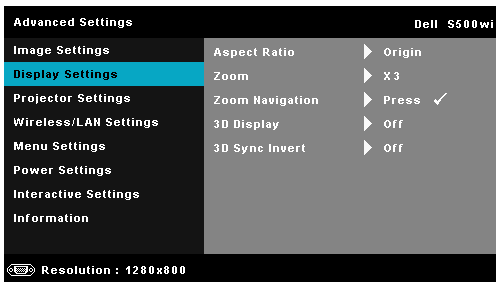 Advanced Settings Dell S500wi
Image Settings
Display Settings
Projector Settings
Wireless/LAN Settings
Menu Settings
Power Settings
Interactive Settings
Information
Aspect Ratio Origin
Zoom X3
Zoom Navigation Press ✓
3D Display Off
3D Sync Invert Off
Resolution : 1280x800